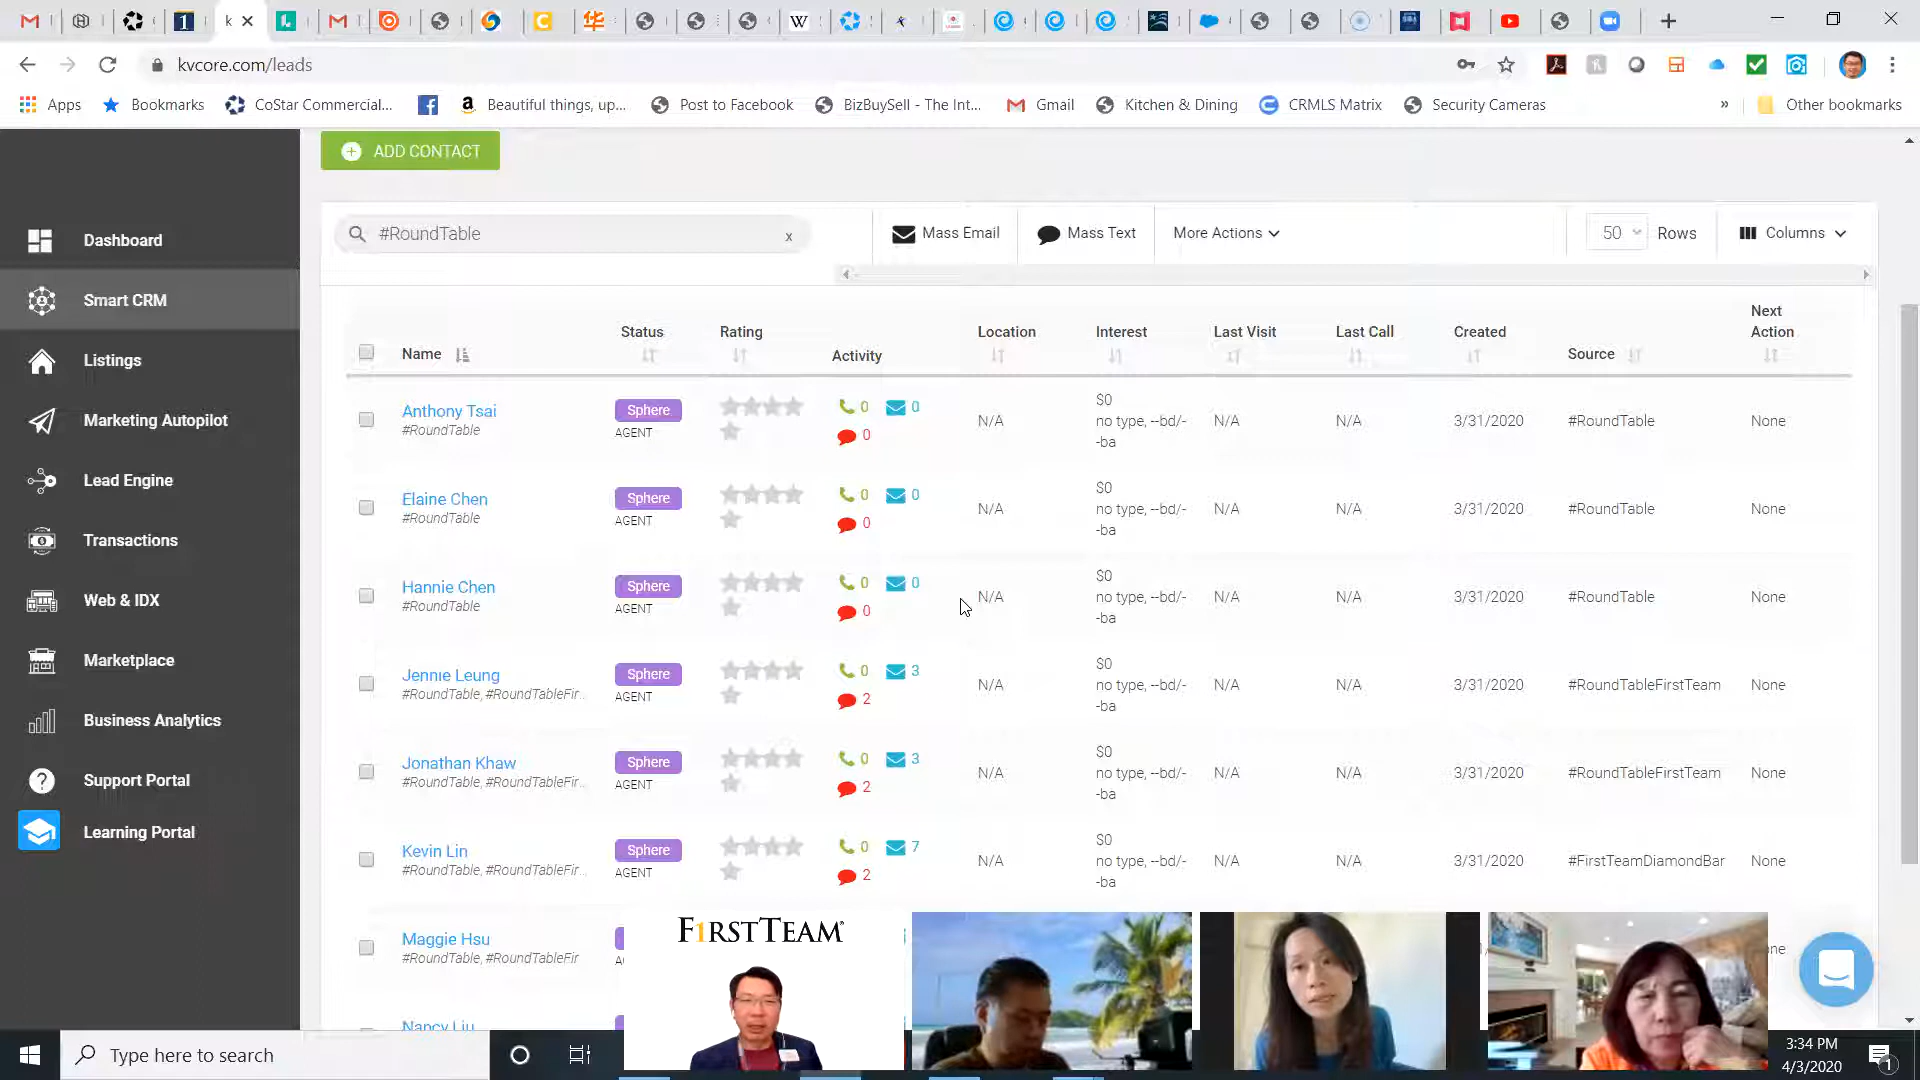 k
kvcore.com/leads
Apps
Bookmarks
CoStar Commercial...
Beautiful things, up...
Post to Facebook
BizBuySell - The Int...
Gmail
Kitchen & Dining
CRMLS Matrix
Security Cameras
»
Other bookmarks
ADD CONTACT
Dashboard
Smart CRM
Listings
Marketing Autopilot
Lead Engine
Transactions
Web & IDX
Marketplace
Business Analytics
Support Portal
Learning Portal
#RoundTable
x
Mass Email
Mass Text
More Actions
50
Rows
Columns
Name
Status
Rating
Activity
Location
Interest
Last Visit
Last Call
Created
Source
Next
Action
Anthony Tsai
#RoundTable
Sphere
AGENT
0
0
0
N/A
$0
no type, --bd/-
-ba
N/A
N/A
3/31/2020
#RoundTable
None
Elaine Chen
#RoundTable
Sphere
AGENT
0
0
0
N/A
$0
no type, --bd/-
-ba
N/A
N/A
3/31/2020
#RoundTable
None
Hannie Chen
#RoundTable
Sphere
AGENT
0
0
0
N/A
$0
no type, --bd/-
-ba
N/A
N/A
3/31/2020
#RoundTable
None
Jennie Leung
#RoundTable, #RoundTableFir...
Sphere
AGENT
0
3
2
N/A
$0
no type, --bd/-
-ba
N/A
N/A
3/31/2020
#RoundTableFirstTeam
None
Jonathan Khaw
#RoundTable, #RoundTableFir...
Sphere
AGENT
0
3
2
N/A
$0
no type, --bd/-
-ba
N/A
N/A
3/31/2020
#RoundTableFirstTeam
None
Kevin Lin
#RoundTable, #RoundTableFir...
Sphere
AGENT
0
7
2
N/A
$0
no type, --bd/-
-ba
N/A
N/A
3/31/2020
#FirstTeamDiamondBar
None
Maggie Hsu
#RoundTable, #RoundTableFir
Nancy Liu
F1RSTTEAM®
Type here to search
3:34 PM
4/3/2020
1